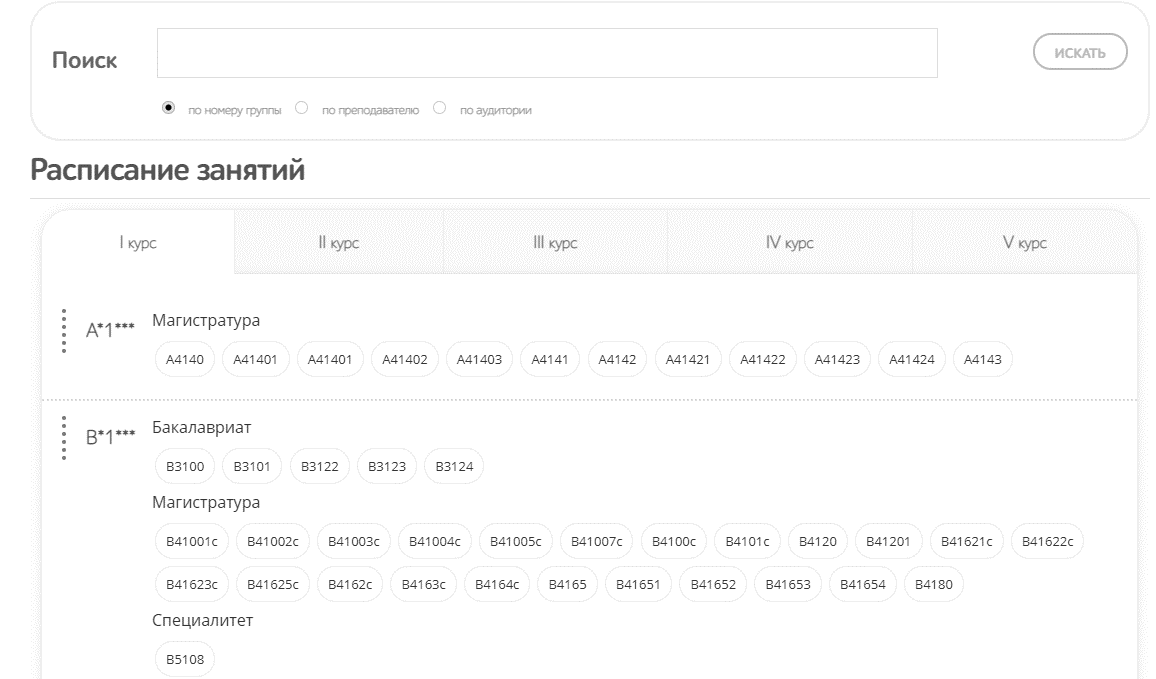 Поиск
ИСКАТЬ
по номеру группы по преподавателю по аудитории
Расписание занятий
I курс II курс III курс IV курс V курс
A*1*** Магистратура
A4140 A41401 A41401 A41402 A41403 A4141 A4142 A41421 A41422 A41423 A41424 A4143
B*1*** Бакалавриат
B3100 B3101 B3122 B3123 B3124
Магистратура
B41001c B41002c B41003c B41004c B41005c B41007c B4100c B4101c B4120 B41201 B41621c B41622c
B41623c B41625c B4162c B4163c B4164c B4165 B41651 B41652 B41653 B41654 B4180
Специалитет
B5108